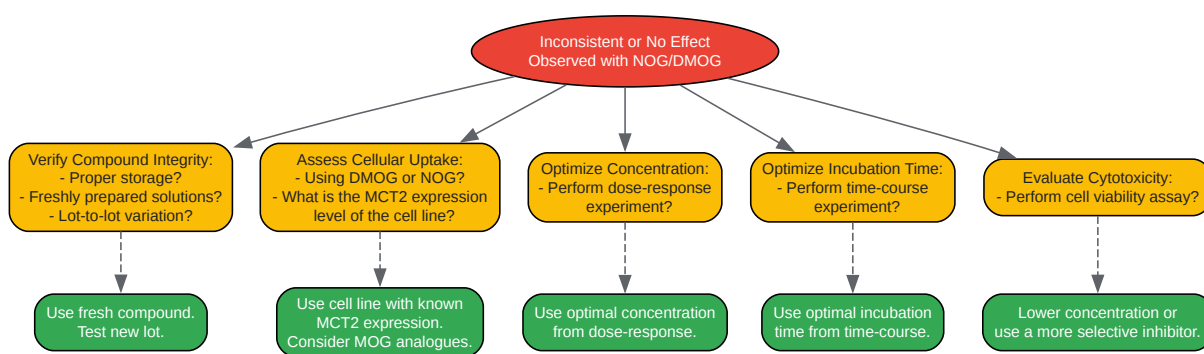 Inconsistent or No Effect
Observed with NOG/DMOG
Verify Compound Integrity:
- Proper storage?
- Freshly prepared solutions?
- Lot-to-lot variation?
Assess Cellular Uptake:
- Using DMOG or NOG?
- What is the MCT2 expression
level of the cell line?
Optimize Concentration:
- Perform dose-response
experiment?
Optimize Incubation Time:
- Perform time-course
experiment?
Evaluate Cytotoxicity:
- Perform cell viability assay?
Use fresh compound.
Test new lot.
Use cell line with known
MCT2 expression.
Consider MOG analogues.
Use optimal concentration
from dose-response.
Use optimal incubation
time from time-course.
Lower concentration or
use a more selective inhibitor.